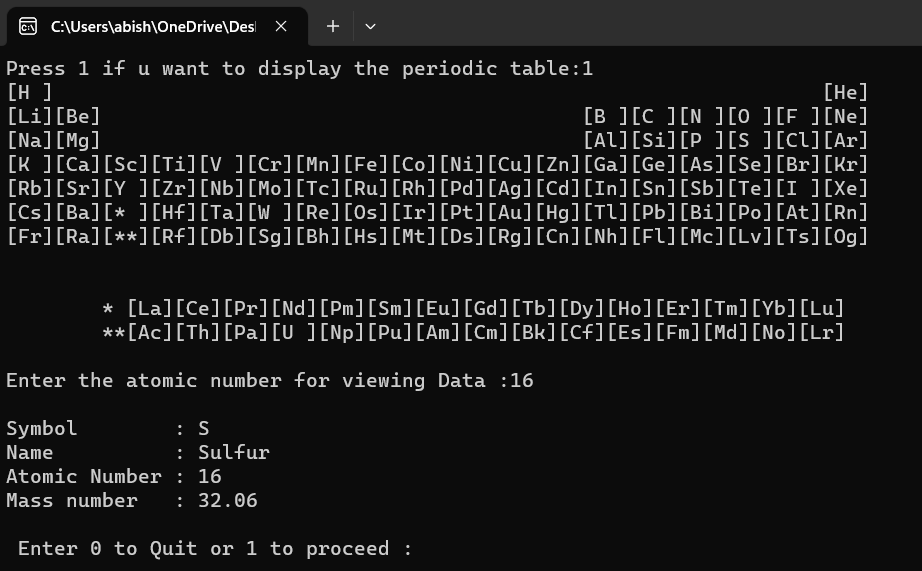 C:\Users\abish\OneDrive\Des
Press 1 if u want to display the periodic table:1
[H ]                                                                [He]
[Li][Be]                                        [B ][C ][N ][O ][F ][Ne]
[Na][Mg]                                        [Al][Si][P ][S ][Cl][Ar]
[K ][Ca][Sc][Ti][V ][Cr][Mn][Fe][Co][Ni][Cu][Zn][Ga][Ge][As][Se][Br][Kr]
[Rb][Sr][Y ][Zr][Nb][Mo][Tc][Ru][Rh][Pd][Ag][Cd][In][Sn][Sb][Te][I ][Xe]
[Cs][Ba][* ][Hf][Ta][W ][Re][Os][Ir][Pt][Au][Hg][Tl][Pb][Bi][Po][At][Rn]
[Fr][Ra][**][Rf][Db][Sg][Bh][Hs][Mt][Ds][Rg][Cn][Nh][Fl][Mc][Lv][Ts][Og]
        * [La][Ce][Pr][Nd][Pm][Sm][Eu][Gd][Tb][Dy][Ho][Er][Tm][Yb][Lu]
        **[Ac][Th][Pa][U ][Np][Pu][Am][Cm][Bk][Cf][Es][Fm][Md][No][Lr]
Enter the atomic number for viewing Data :16
Symbol        : S
Name          : Sulfur
Atomic Number : 16
Mass number   : 32.06
 Enter 0 to Quit or 1 to proceed :